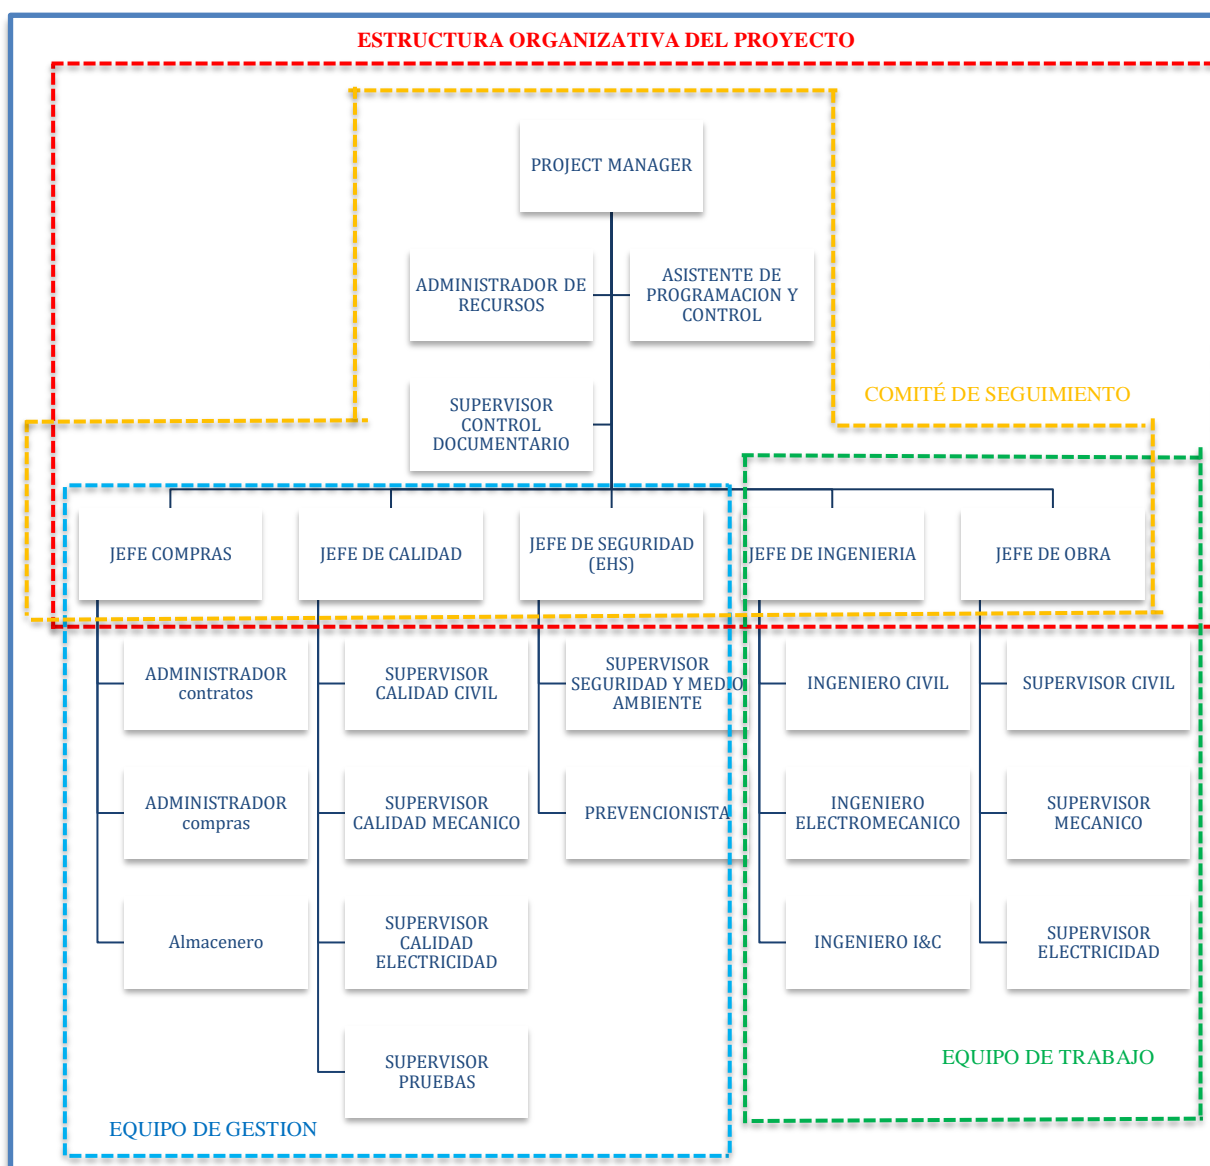 ESTRUCTURA ORGANIZATIVA DEL PROYECTO
PROJECT MANAGER
ADMINISTRADOR DE
RECURSOS
ASISTENTE DE
PROGRAMACION Y
CONTROL
SUPERVISOR
CONTROL
DOCUMENTARIO
COMITÉ DE SEGUIMIENTO
JEFE COMPRAS
JEFE DE CALIDAD
JEFE DE SEGURIDAD
(EHS)
JEFE DE INGENIERIA
JEFE DE OBRA
ADMINISTRADOR
contratos
SUPERVISOR
CALIDAD CIVIL
SUPERVISOR
SEGURIDAD Y MEDIO
AMBIENTE
INGENIERO CIVIL
SUPERVISOR CIVIL
ADMINISTRADOR
compras
SUPERVISOR
CALIDAD MECANICO
PREVENCIONISTA
INGENIERO
ELECTROMECANICO
SUPERVISOR
MECANICO
Almacenero
SUPERVISOR
CALIDAD
ELECTRICIDAD
INGENIERO I&C
SUPERVISOR
ELECTRICIDAD
SUPERVISOR
PRUEBAS
EQUIPO DE TRABAJO
EQUIPO DE GESTION